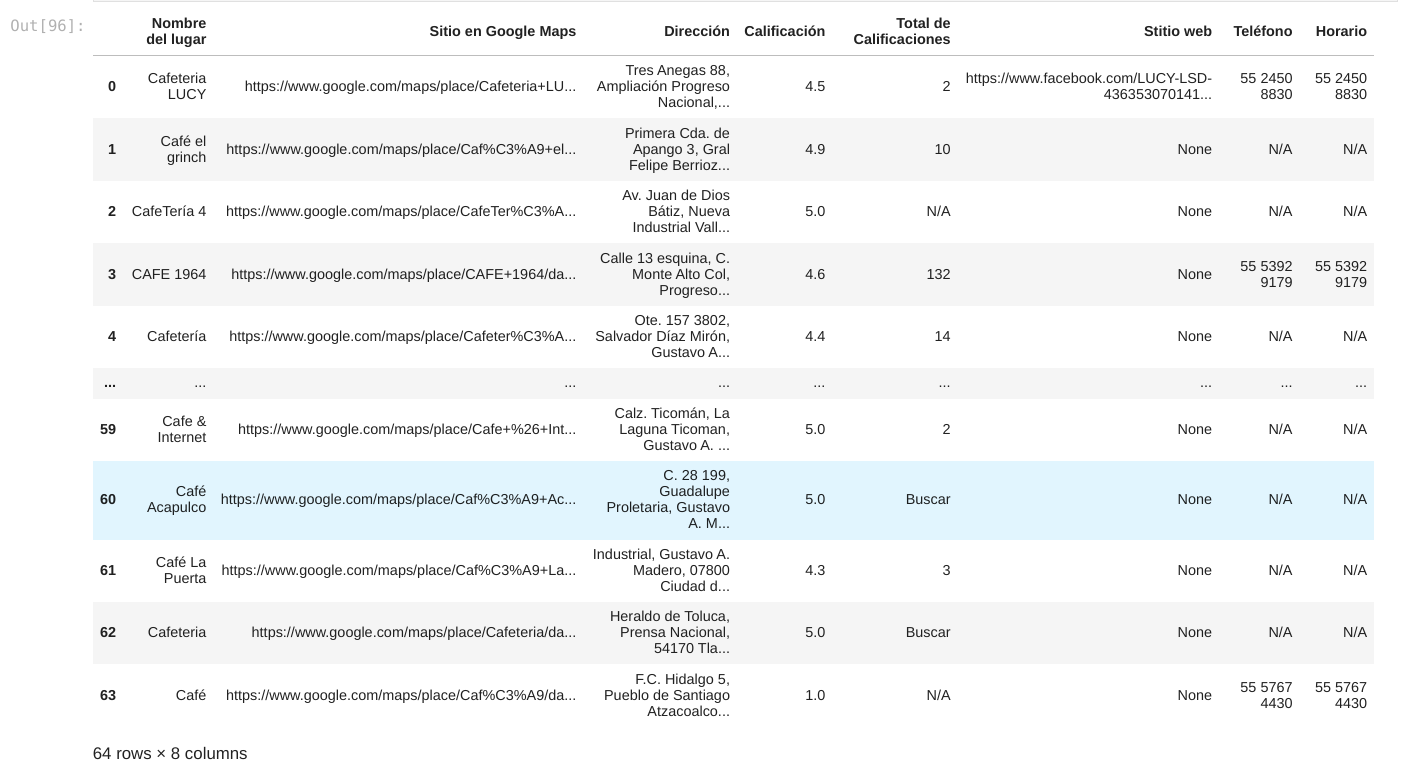 Out[96]:
Nombre del lugar Sitio en Google Maps Dirección Calificación Total de Calificaciones Stitio web Teléfono Horario
0 Cafeteria LUCY https://www.google.com/maps/place/Cafeteria+LU... Tres Anegas 88, Ampliación Progreso Nacional,... 4.5 2 https://www.facebook.com/LUCY-LSD-436353070141... 55 2450 8830 55 2450 8830
1 Café el grinch https://www.google.com/maps/place/Caf%C3%A9+el... Primera Cda. de Apango 3, Gral Felipe Berrioz... 4.9 10 None N/A N/A
2 CafeTería 4 https://www.google.com/maps/place/CafeTer%C3%A... Av. Juan de Dios Bátiz, Nueva Industrial Vall... 5.0 N/A None N/A N/A
3 CAFE 1964 https://www.google.com/maps/place/CAFE+1964/da... Calle 13 esquina, C. Monte Alto Col, Progreso... 4.6 132 None 55 5392 9179 55 5392 9179
4 Cafetería https://www.google.com/maps/place/Cafeter%C3%A... Ote. 157 3802, Salvador Díaz Mirón, Gustavo A... 4.4 14 None N/A N/A
... ... ... ... ... ... ... ... ...
59 Cafe & Internet https://www.google.com/maps/place/Cafe+%26+Int... Calz. Ticomán, La Laguna Ticoman, Gustavo A. ... 5.0 2 None N/A N/A
60 Café Acapulco https://www.google.com/maps/place/Caf%C3%A9+Ac... C. 28 199, Guadalupe Proletaria, Gustavo A. M... 5.0 Buscar None N/A N/A
61 Café La Puerta https://www.google.com/maps/place/Caf%C3%A9+La... Industrial, Gustavo A. Madero, 07800 Ciudad d... 4.3 3 None N/A N/A
62 Cafeteria https://www.google.com/maps/place/Cafeteria/da... Heraldo de Toluca, Prensa Nacional, 54170 Tla... 5.0 Buscar None N/A N/A
63 Café https://www.google.com/maps/place/Caf%C3%A9/da... F.C. Hidalgo 5, Pueblo de Santiago Atzacoalco... 1.0 N/A None 55 5767 4430 55 5767 4430
64 rows × 8 columns